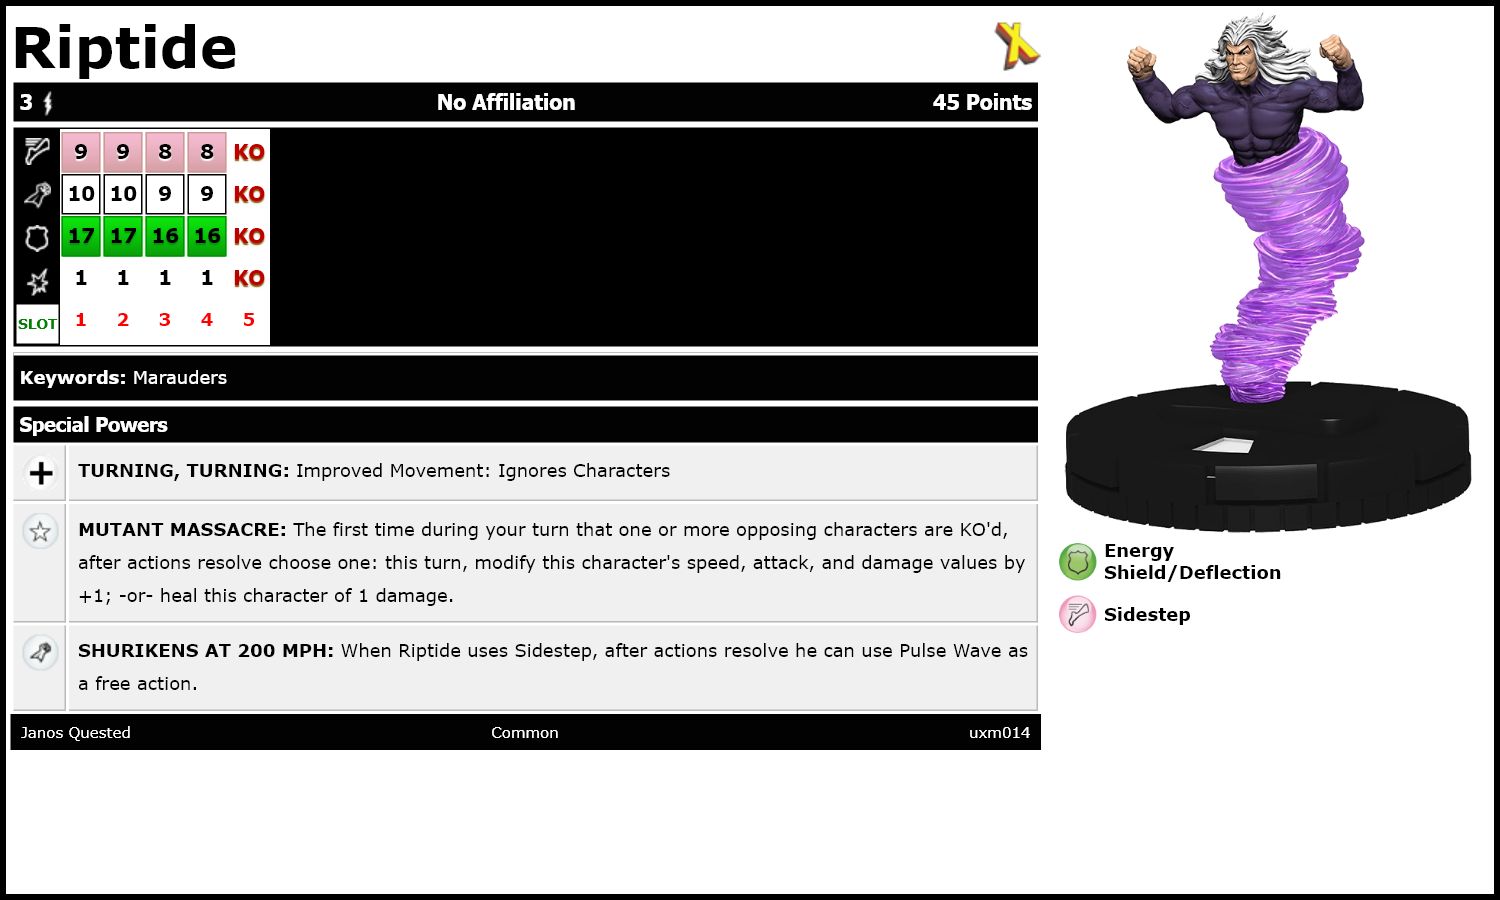 Riptide
3 No Affiliation 45 Points
9 9 8 8 KO
10 10 9 9 KO
17 17 16 16 KO
1 1 1 1 KO
SLOT 1 2 3 4 5
Keywords: Marauders
Special Powers
TURNING, TURNING: Improved Movement: Ignores Characters
MUTANT MASSACRE: The first time during your turn that one or more opposing characters are KO'd,
after actions resolve choose one: this turn, modify this character's speed, attack, and damage values by
+1; -or- heal this character of 1 damage.
SHURIKENS AT 200 MPH: When Riptide uses Sidestep, after actions resolve he can use Pulse Wave as
a free action.
Janos Quested Common uxm014
Energy
Shield/Deflection
Sidestep